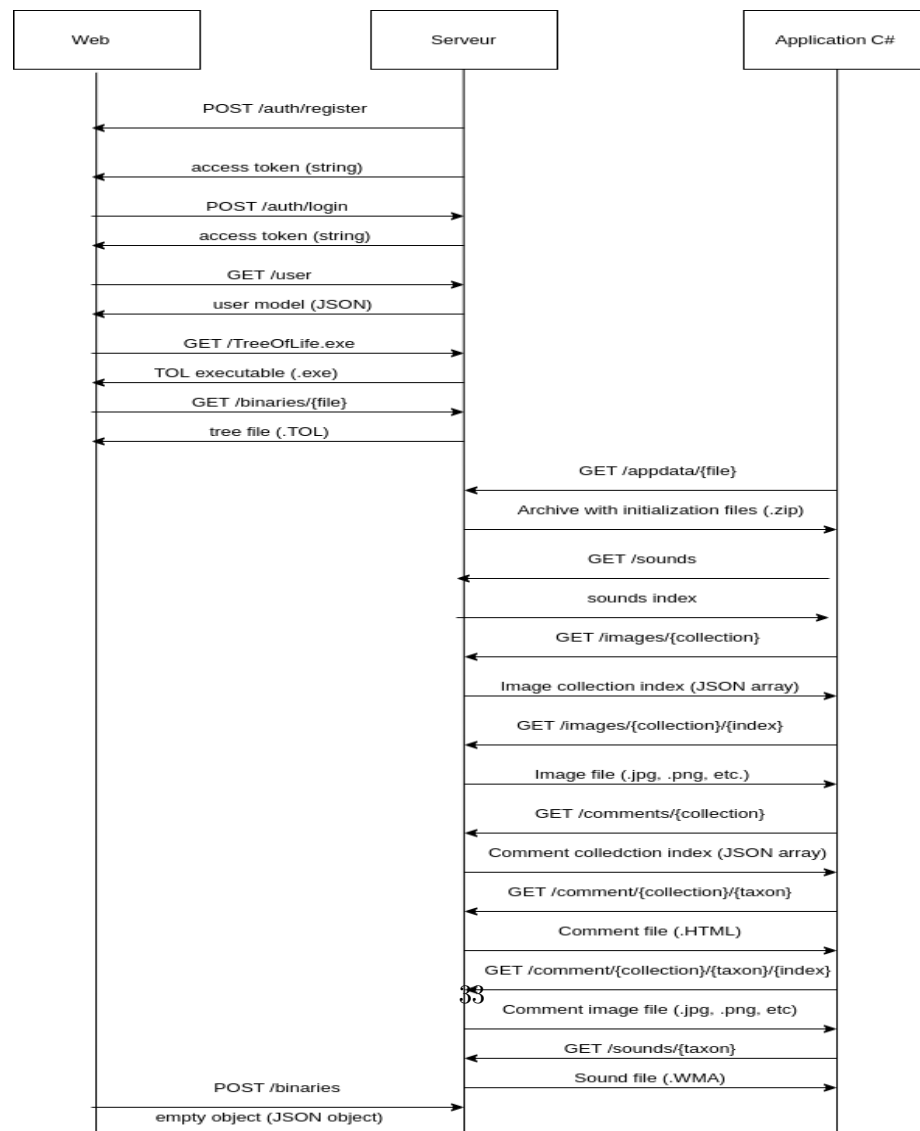 Web
Serveur
Application C#
POST /auth/register
access token (string)
POST /auth/login
access token (string)
GET /user
user model (JSON)
GET /TreeOfLife.exe
TOL executable (.exe)
GET /binaries/{file}
tree file (.TOL)
GET /appdata/{file}
Archive with initialization files (.zip)
GET /sounds
sounds index
GET /images/{collection}
Image collection index (JSON array)
GET /images/{collection}/{index}
Image file (.jpg, .png, etc.)
GET /comments/{collection}
Comment colledction index (JSON array)
GET /comment/{collection}/{taxon}
Comment file (.HTML)
GET /comment/{collection}/{taxon}/{index}
33
Comment image file (.jpg, .png, etc)
GET /sounds/{taxon}
Sound file (.WMA)
POST /binaries
empty object (JSON object)